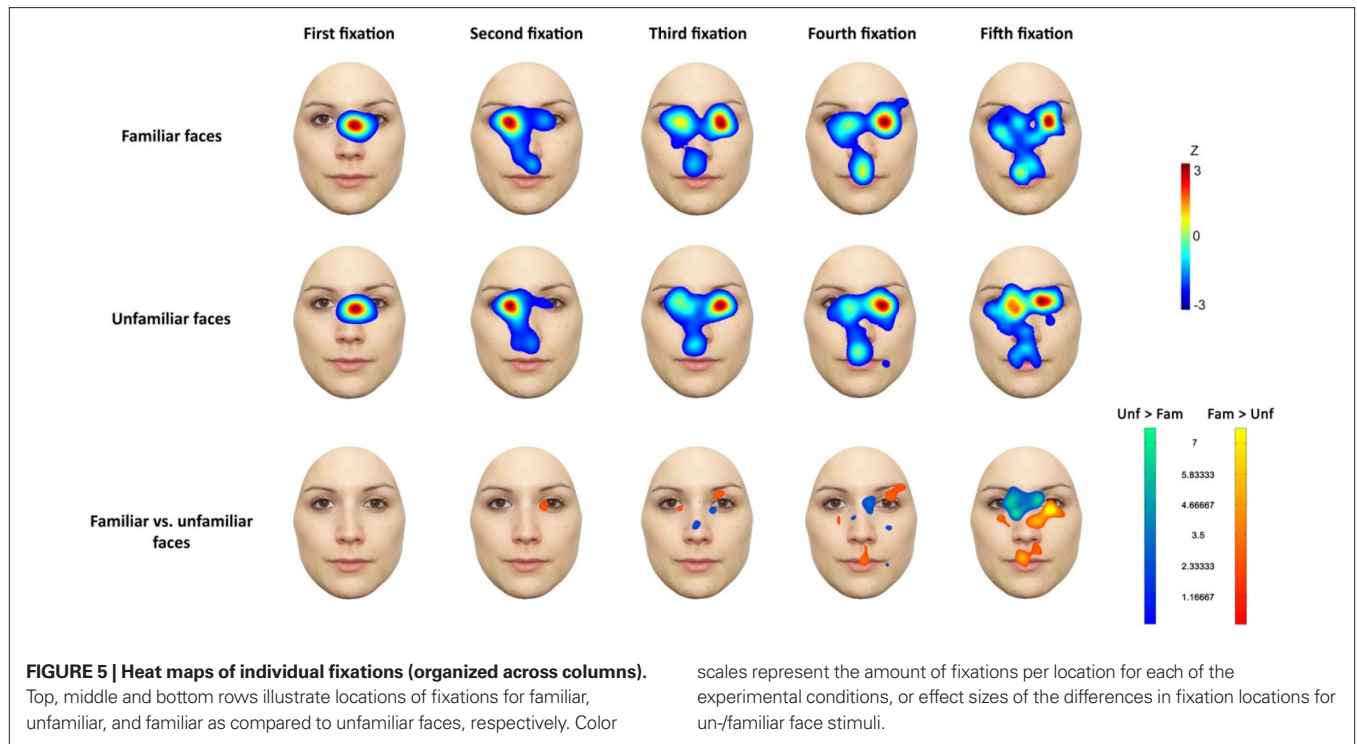 First fixation Second fixation Third fixation Fourth fixation Fifth fixation
Familiar faces
Z
3
0
-3
Unfamiliar faces
Unf > Fam Fam > Unf
7
5.83333
4.66667
3.5
2.33333
1.16667
Familiar vs. unfamiliar
faces
FIGURE 5 | Heat maps of individual fixations (organized across columns).
Top, middle and bottom rows illustrate locations of fixations for familiar,
unfamiliar, and familiar as compared to unfamiliar faces, respectively. Color
scales represent the amount of fixations per location for each of the
experimental conditions, or effect sizes of the differences in fixation locations for
un-/familiar face stimuli.